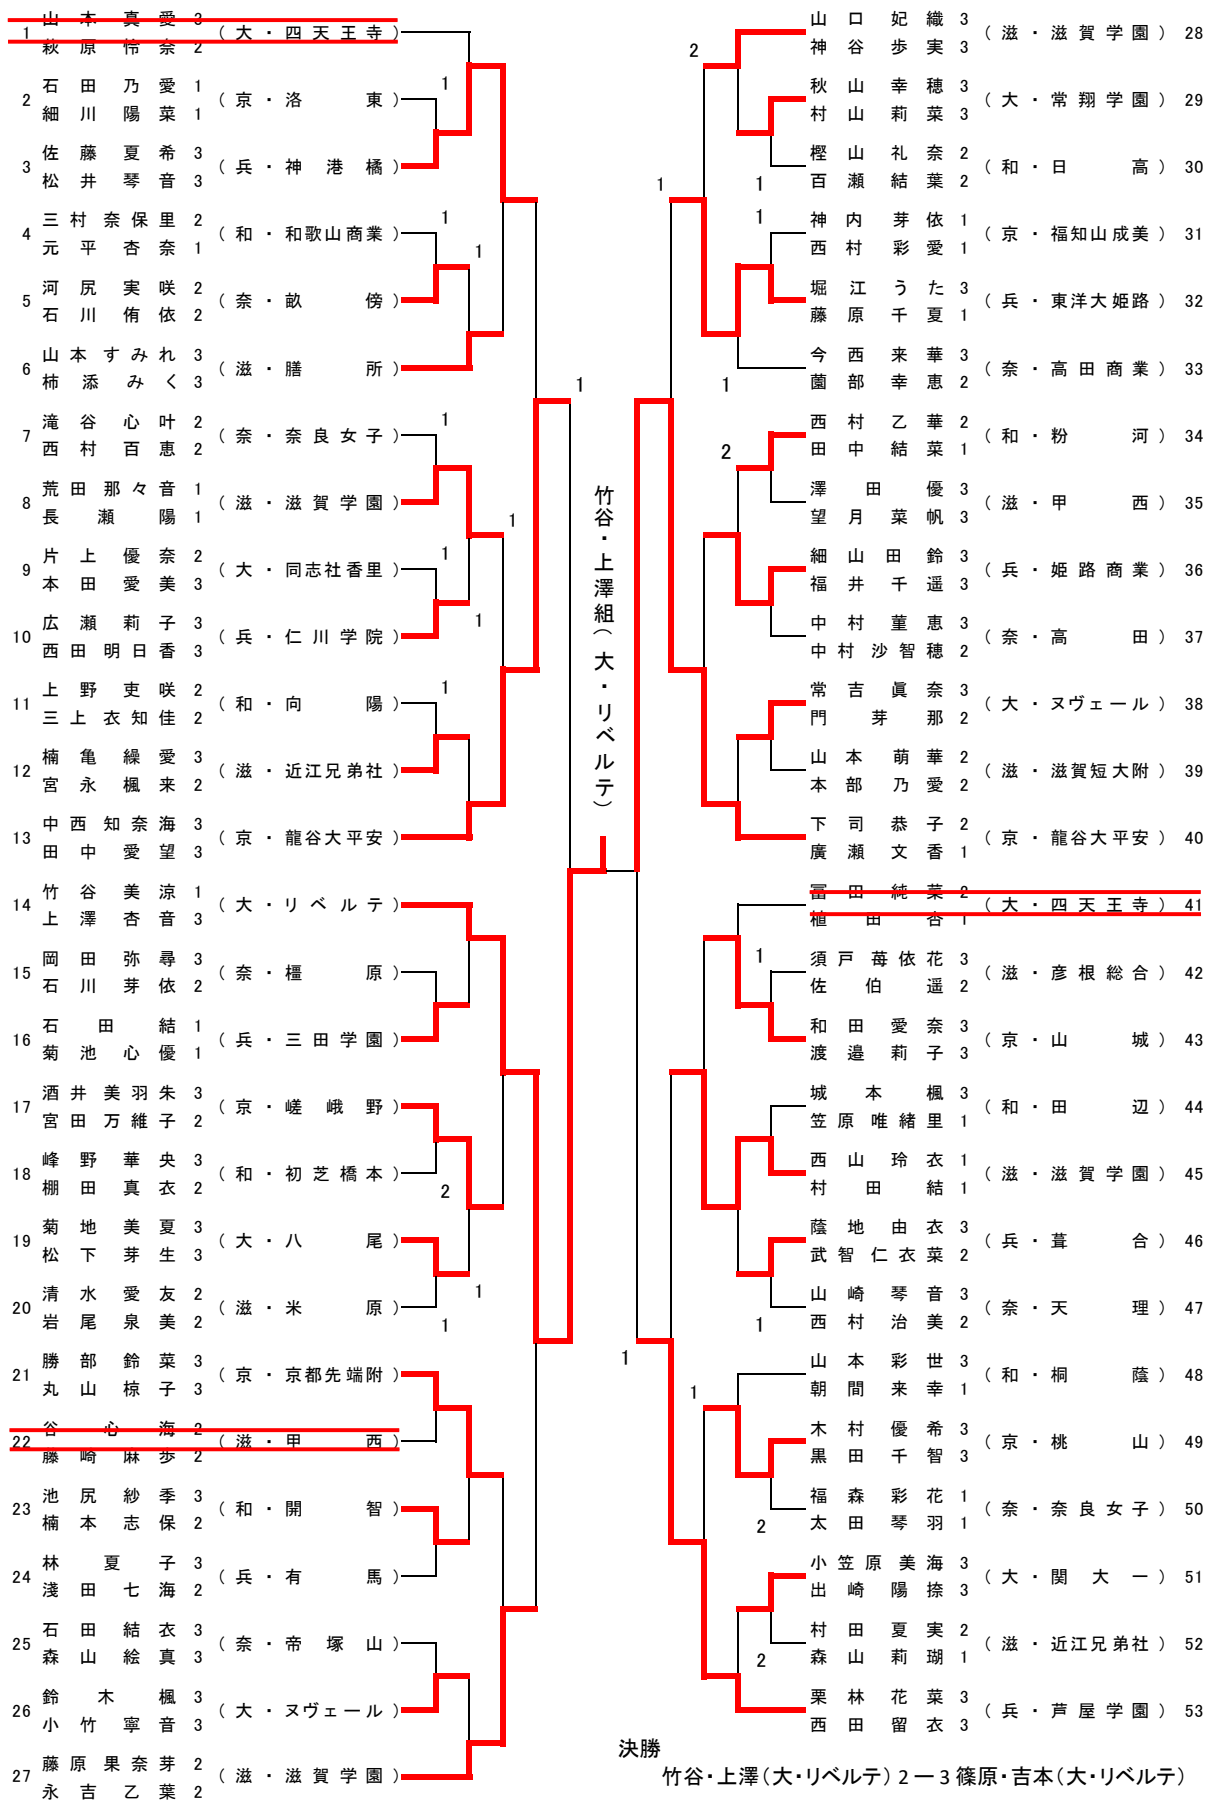 山本真愛 3
1 (大・四天王寺)
萩原怜奈 2
石田乃愛 1
2 (京・洛東)
細川陽菜 1
佐藤夏希 3
3 (兵・神港橘)
松井琴音 3
三村奈保里 2
4 (和・和歌山商業)
元平杏奈 1
河尻実咲 2
5 (奈・畝傍)
石川侑依 2
山本すみれ 3
6 (滋・膳所)
柿添みく 3
滝谷心叶 2
7 (奈・奈良女子)
西村百恵 2
荒田那々音 1
8 (滋・滋賀学園)
長瀬陽 1
片上優奈 2
9 (大・同志社香里)
本田愛美 3
広瀬莉子 3
10 (兵・仁川学院)
西田明日香 3
上野吏咲 2
11 (和・向陽)
三上衣知佳 2
楠亀繰愛 3
12 (滋・近江兄弟社)
宮永楓来 2
中西知奈海 3
13 (京・龍谷大平安)
田中愛望 3
竹谷美涼 1
14 (大・リベルテ)
上澤杏音 3
岡田弥尋 3
15 (奈・橿原)
石川芽依 2
石田結 1
16 (兵・三田学園)
菊池心優 1
酒井美羽朱 3
17 (京・嵯峨野)
宮田万維子 2
峰野華央 3
18 (和・初芝橋本)
棚田真衣 2
菊地美夏 3
19 (大・八尾)
松下芽生 3
清水愛友 2
20 (滋・米原)
岩尾泉美 2
勝部鈴菜 3
21 (京・京都先端附)
丸山椋子 3
谷心海 2
22 (滋・甲西)
藤崎麻歩 2
池尻紗季 3
23 (和・開智)
楠本志保 2
林夏子 3
24 (兵・有馬)
淺田七海 2
石田結衣 3
25 (奈・帝塚山)
森山絵真 3
鈴木楓 3
26 (大・ヌヴェール)
小竹寧音 3
藤原果奈芽 2
27 (滋・滋賀学園)
永吉乙葉 2
1
1
1
1
1
1
1
1
2
1
1
1
竹谷・上澤組(大・リベルテ)
山口妃織 3
(滋・滋賀学園) 28
神谷歩実 3
秋山幸穂 3
(大・常翔学園) 29
村山莉菜 3
樫山礼奈 2
(和・日高) 30
百瀬結葉 2
神内芽依 1
(京・福知山成美) 31
西村彩愛 1
堀江うた 3
(兵・東洋大姫路) 32
藤原千夏 1
今西来華 3
(奈・高田商業) 33
薗部幸恵 2
西村乙華 2
(和・粉河) 34
田中結菜 1
澤田優 3
(滋・甲西) 35
望月菜帆 3
細山田鈴 3
(兵・姫路商業) 36
福井千遥 3
中村菫恵 3
(奈・高田) 37
中村沙智穂 2
常吉眞奈 3
(大・ヌヴェール) 38
門芽那 2
山本萌華 2
(滋・滋賀短大附) 39
本部乃愛 2
下司恭子 2
(京・龍谷大平安) 40
廣瀬文香 1
冨田純菜 2
(大・四天王寺) 41
植田杏 1
須戸苺依花 3
(滋・彦根総合) 42
佐伯遥 2
和田愛奈 3
(京・山城) 43
渡邉莉子 3
城本楓 3
(和・田辺) 44
笠原唯緒里 1
西山玲衣 1
(滋・滋賀学園) 45
村田結 1
蔭地由衣 3
(兵・葺合) 46
武智仁衣菜 2
山崎琴音 3
(奈・天理) 47
西村治美 2
山本彩世 3
(和・桐蔭) 48
朝間来幸 1
木村優希 3
(京・桃山) 49
黒田千智 3
福森彩花 1
(奈・奈良女子) 50
太田琴羽 1
小笠原美海 3
(大・関大一) 51
出崎陽捺 3
村田夏実 2
(滋・近江兄弟社) 52
森山莉瑚 1
栗林花菜 3
(兵・芦屋学園) 53
西田留衣 3
2
1
1
1
1
2
1
1
1
1
2
2
決勝
竹谷・上澤(大・リベルテ)2ー3篠原・吉本(大・リベルテ)